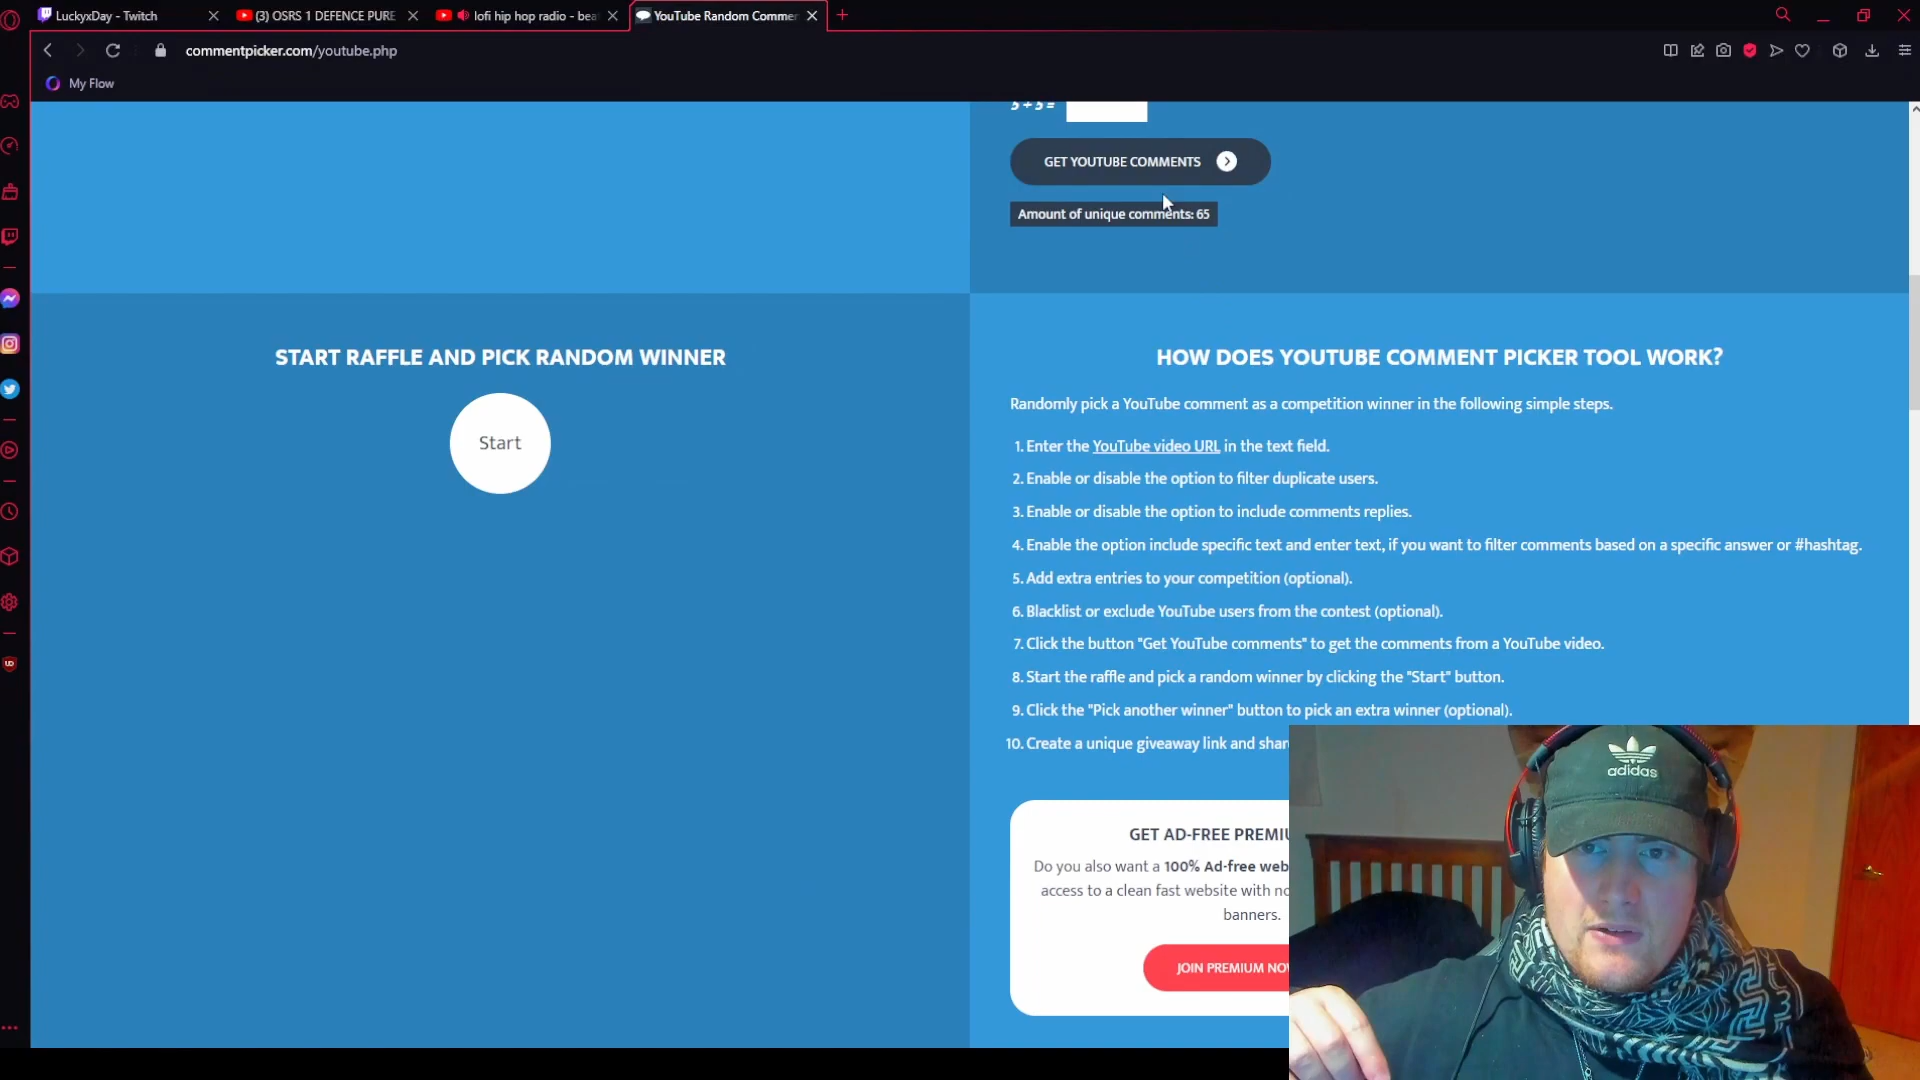 LuckyxDay - Twitch
(3) OSRS 1 DEFENCE PURE
lofi hip hop radio - bea
YouTube Random Comme
commentpicker.com/youtube.php
My Flow
GET YOUTUBE COMMENTS
Amount of unique comments: 65
START RAFFLE AND PICK RANDOM WINNER
Start
HOW DOES YOUTUBE COMMENT PICKER TOOL WORK?
Randomly pick a YouTube comment as a competition winner in the following simple steps.
1. Enter the YouTube video URL in the text field.
2. Enable or disable the option to filter duplicate users.
3. Enable or disable the option to include comments replies.
4. Enable the option include specific text and enter text, if you want to filter comments based on a specific answer or #hashtag.
5. Add extra entries to your competition (optional).
6. Blacklist or exclude YouTube users from the contest (optional).
7. Click the button "Get YouTube comments" to get the comments from a YouTube video.
8. Start the raffle and pick a random winner by clicking the "Start" button.
9. Click the "Pick another winner" button to pick an extra winner (optional).
10. Create a unique giveaway link and shar
GET AD-FREE PREMIU
Do you also want a 100% Ad-free web
access to a clean fast website with no
banners.
JOIN PREMIUM NOW
adidas